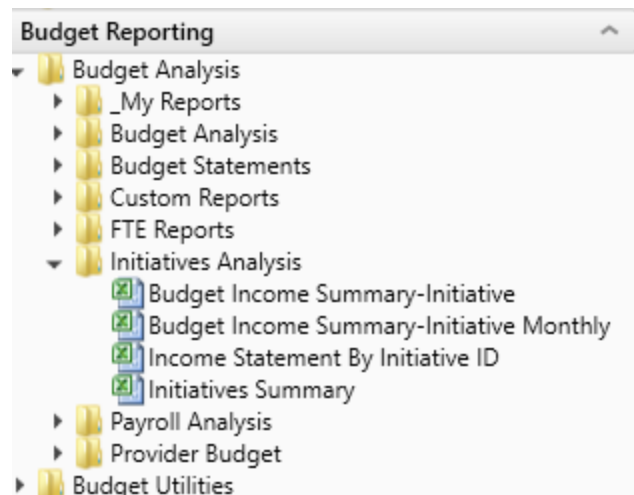 Budget Reporting
Budget Analysis
_My Reports
Budget Analysis
Budget Statements
Custom Reports
FTE Reports
Initiatives Analysis
Budget Income Summary-Initiative
Budget Income Summary-Initiative Monthly
Income Statement By Initiative ID
Initiatives Summary
Payroll Analysis
Provider Budget
Budget Utilities